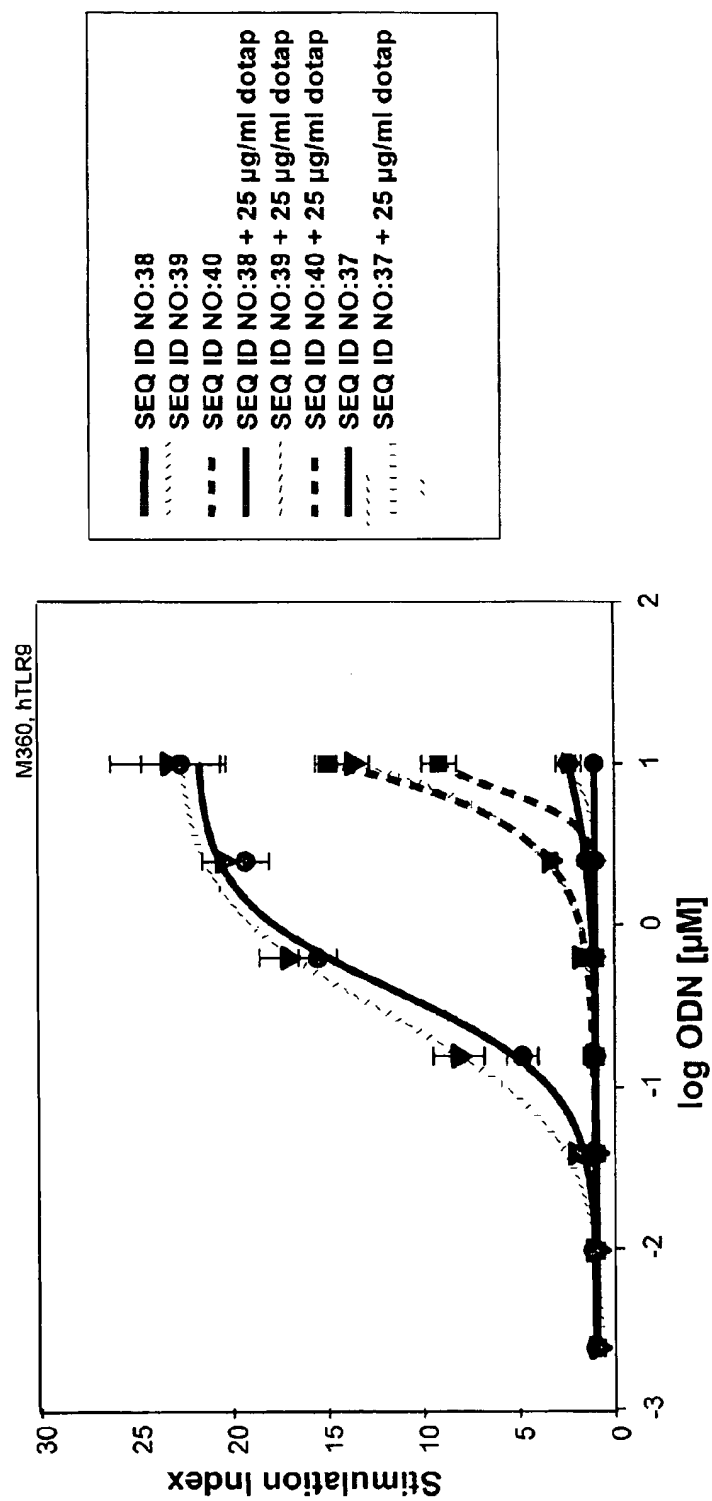 M360, hTLR9
Stimulation Index
30
25
20
15
10
5
0
-3
-2
-1
0
1
2
log ODN [µM]
SEQ ID NO:38
SEQ ID NO:39
SEQ ID NO:40
SEQ ID NO:38 + 25 µg/ml dotap
SEQ ID NO:39 + 25 µg/ml dotap
SEQ ID NO:40 + 25 µg/ml dotap
SEQ ID NO:37
SEQ ID NO:37 + 25 µg/ml dotap